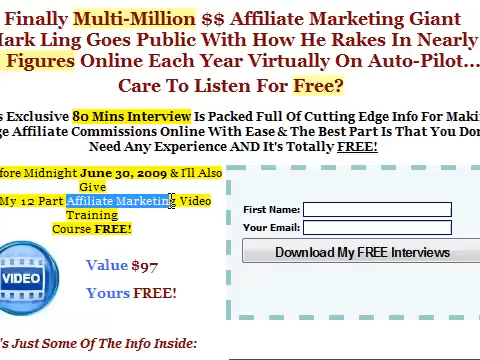 Finally Multi-Million $$ Affiliate Marketing Giant
Mark Ling Goes Public With How He Rakes In Nearly
Figures Online Each Year Virtually On Auto-Pilot...
Care To Listen For Free?
s Exclusive 80 Mins Interview Is Packed Full Of Cutting Edge Info For Makin
ge Affiliate Commissions Online With Ease & The Best Part Is That You Don
Need Any Experience AND It's Totally FREE!
fore Midnight June 30, 2009 & I'll Also
Give
My 12 Part Affiliate Marketing Video
Training
Course FREE!
First Name:
Your Email:
Download My FREE Interviews
VIDEO
Value $97
Yours FREE!
's Just Some Of The Info Inside: